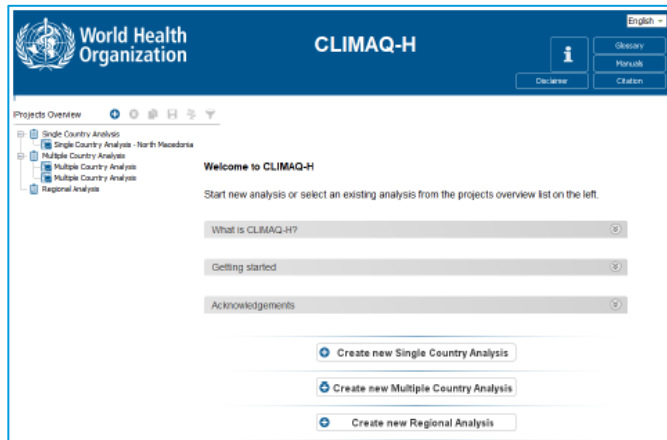 World Health
Organization
CLIMAQ-H
English
i
Glossary
Manuals
Disclaimer
Citation
Projects Overview
Single Country Analysis
Single Country Analysis - North Macedonia
Multiple Country Analysis
Multiple Country Analysis
Multiple Country Analysis
Regional Analysis
Welcome to CLIMAQ-H
Start new analysis or select an existing analysis from the projects overview list on the left.
What is CLIMAQ-H?
Getting started
Acknowledgements
Create new Single Country Analysis
Create new Multiple Country Analysis
Create new Regional Analysis